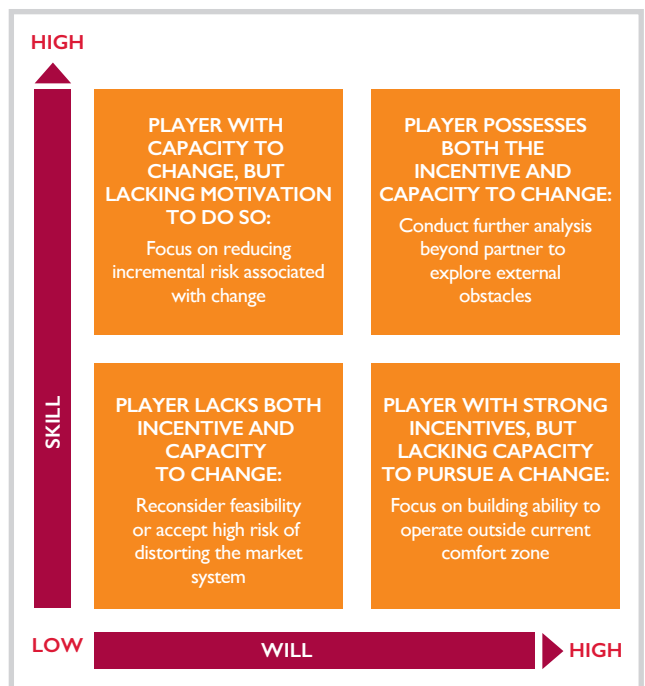 HIGH
PLAYER WITH
CAPACITY TO
CHANGE, BUT
LACKING MOTIVATION
TO DO SO:
Focus on reducing
incremental risk associated
with change
PLAYER POSSESSES
BOTH THE
INCENTIVE AND
CAPACITY TO CHANGE:
Conduct further analysis
beyond partner to
explore external
obstacles
SKILL
PLAYER LACKS BOTH
INCENTIVE AND
CAPACITY
TO CHANGE:
Reconsider feasibility
or accept high risk of
distorting the market
system
PLAYER WITH STRONG
INCENTIVES, BUT
LACKING CAPACITY
TO PURSUE A CHANGE:
Focus on building ability to
operate outside current
comfort zone
LOW
WILL
HIGH